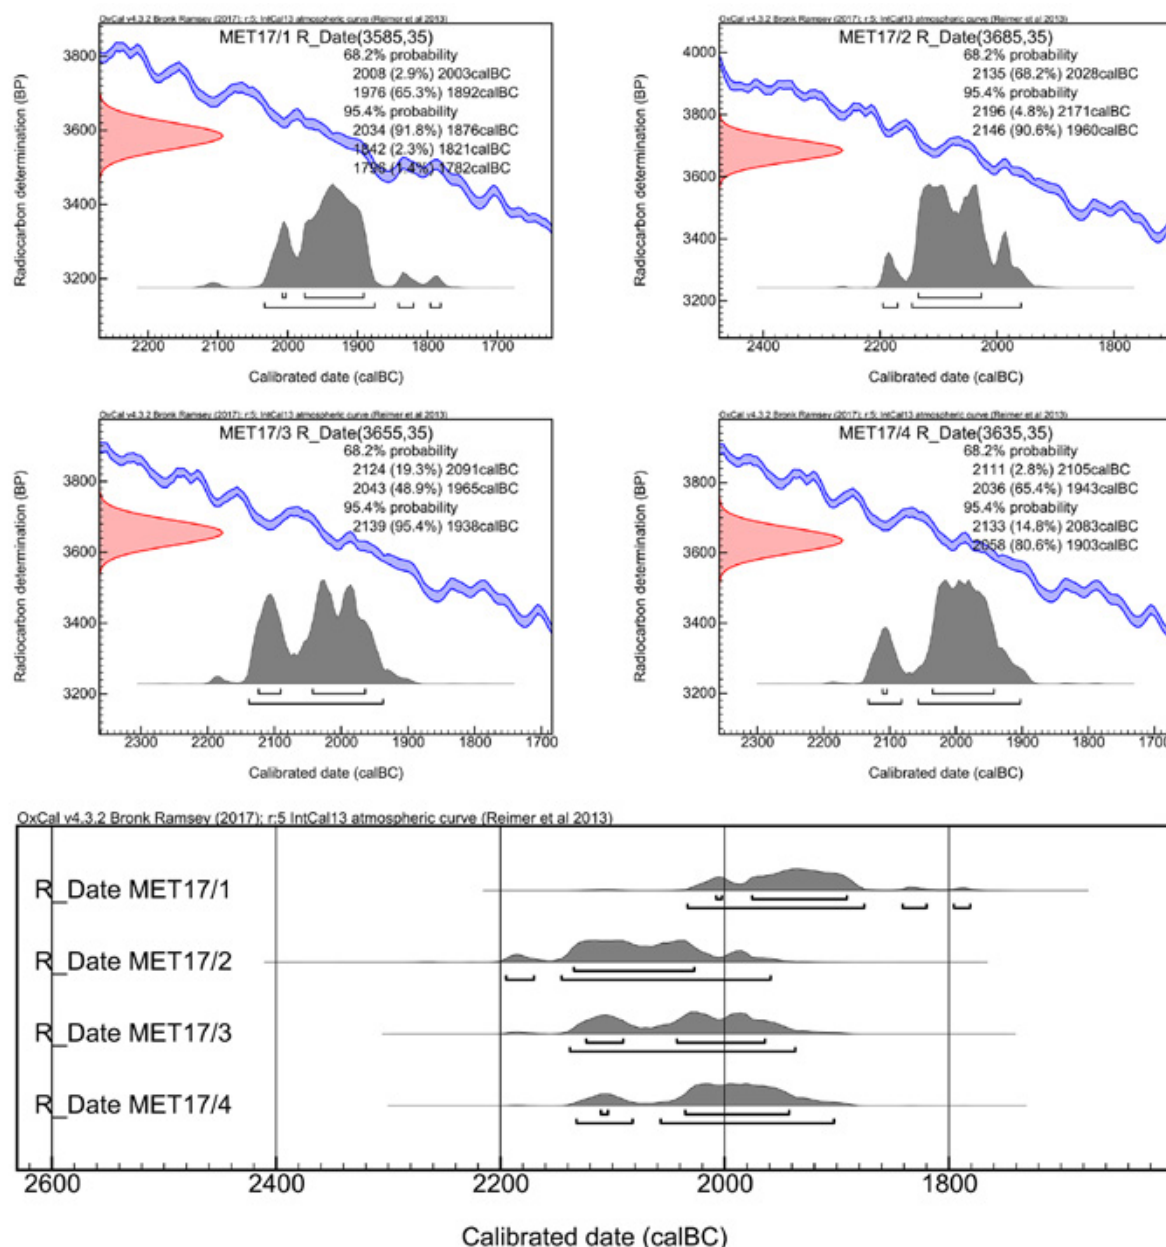 OxCal v4.3.2 Bronk Ramsey (2017); r:5; IntCal13 atmospheric curve (Reimer et al 2013)
MET17/1 R_Date(3585,35)
68.2% probability
2008 (2.9%) 2003calBC
1976 (65.3%) 1892calBC
95.4% probability
2034 (91.8%) 1876calBC
1842 (2.3%) 1821calBC
1796 (1.4%) 1782calBC
Radiocarbon determination (BP)
3800
3600
3400
3200
2200 2100 2000 1900 1800 1700
Calibrated date (calBC)
OxCal v4.3.2 Bronk Ramsey (2017); r:5; IntCal13 atmospheric curve (Reimer et al 2013)
MET17/2 R_Date(3685,35)
68.2% probability
2135 (68.2%) 2028calBC
95.4% probability
2196 (4.8%) 2171calBC
2146 (90.6%) 1960calBC
Radiocarbon determination (BP)
4000
3800
3600
3400
3200
2400 2200 2000 1800
Calibrated date (calBC)
OxCal v4.3.2 Bronk Ramsey (2017); r:5; IntCal13 atmospheric curve (Reimer et al 2013)
MET17/3 R_Date(3655,35)
68.2% probability
2124 (19.3%) 2091calBC
2043 (48.9%) 1965calBC
95.4% probability
2139 (95.4%) 1938calBC
Radiocarbon determination (BP)
3800
3600
3400
3200
2300 2200 2100 2000 1900 1800 1700
Calibrated date (calBC)
OxCal v4.3.2 Bronk Ramsey (2017); r:5; IntCal13 atmospheric curve (Reimer et al 2013)
MET17/4 R_Date(3635,35)
68.2% probability
2111 (2.8%) 2105calBC
2036 (65.4%) 1943calBC
95.4% probability
2133 (14.8%) 2083calBC
2058 (80.6%) 1903calBC
Radiocarbon determination (BP)
3800
3600
3400
3200
2300 2200 2100 2000 1900 1800 1700
Calibrated date (calBC)
OxCal v4.3.2 Bronk Ramsey (2017); r:5 IntCal13 atmospheric curve (Reimer et al 2013)
R_Date MET17/1
R_Date MET17/2
R_Date MET17/3
R_Date MET17/4
2600 2400 2200 2000 1800
Calibrated date (calBC)